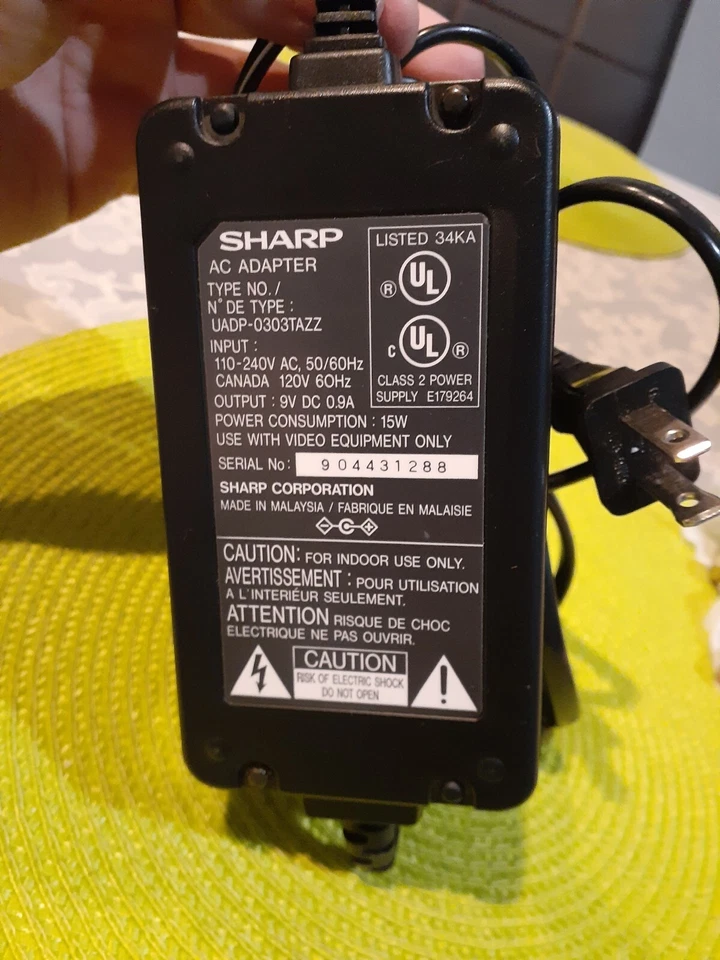 SHARP
AC ADAPTER
TYPE NO. /
N° DE TYPE :
UADP-0303TAZZ
INPUT :
110-240V AC, 50/60Hz
CANADA 120V 60Hz
OUTPUT : 9V DC 0.9A
LISTED 34KA
UL ®
c UL ®
CLASS 2 POWER
SUPPLY E179264
POWER CONSUMPTION : 15W
USE WITH VIDEO EQUIPMENT ONLY
SERIAL No: 904431288
SHARP CORPORATION
MADE IN MALAYSIA / FABRIQUE EN MALAISIE
CAUTION: FOR INDOOR USE ONLY.
AVERTISSEMENT : POUR UTILISATION
A L'INTERIÉUR SEULEMENT.
ATTENTION RISQUE DE CHOC
ELECTRIQUE NE PAS OUVRIR.
CAUTION
RISK OF ELECTRIC SHOCK
DO NOT OPEN